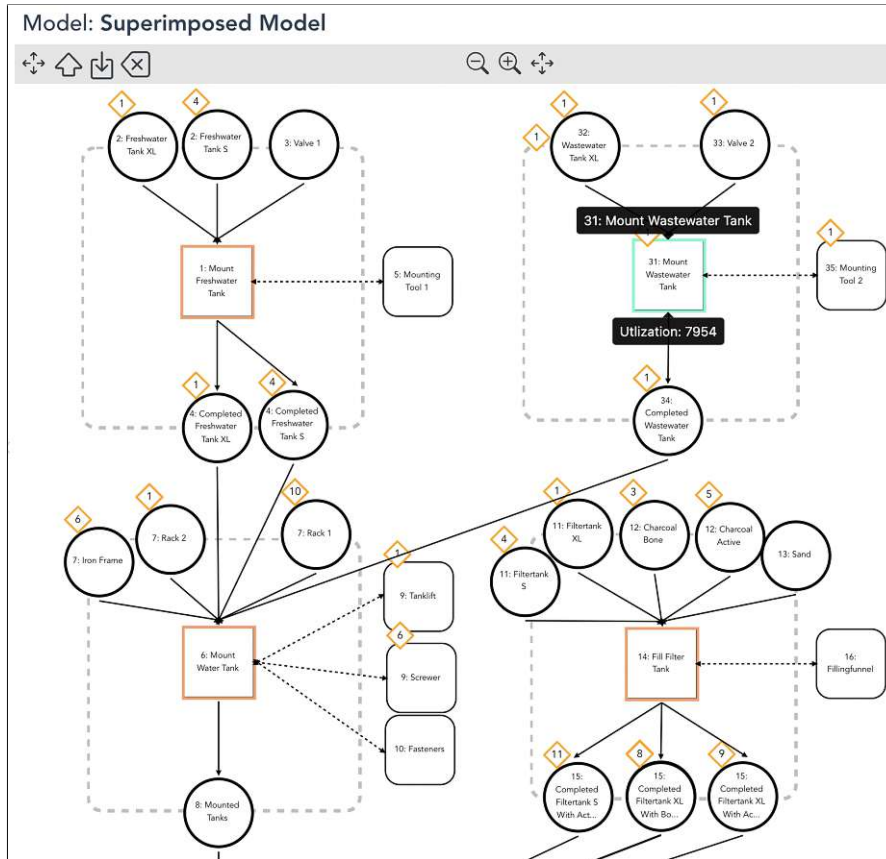 Model: Superimposed Model
1
4
2: Freshwater
Tank XL
2: Freshwater
Tank S
3: Valve 1
1: Mount
Freshwater
Tank
5: Mounting
Tool 1
1
4
4: Completed
Freshwater
Tank XL
4: Completed
Freshwater
Tank S
1
1
1
32:
Wastewater
Tank XL
33: Valve 2
31: Mount Wastewater Tank
1
31: Mount
Wastewater
Tank
1
35: Mounting
Tool 2
Utlization: 7954
1
34:
Completed
Wastewater
Tank
6
1
10
7: Iron Frame
7: Rack 2
7: Rack 1
1
9: Tanklift
6: Mount
Water Tank
6
9: Screwer
10: Fasteners
8: Mounted
Tanks
4
1
3
5
11: Filtertank
S
11: Filtertank
XL
12: Charcoal
Bone
12: Charcoal
Active
13: Sand
14: Fill Filter
Tank
16:
Fillingfunnel
11
8
9
15:
Completed
Filtertank S
With Act...
15:
Completed
Filtertank XL
With Bo...
15:
Completed
Filtertank XL
With Ac...